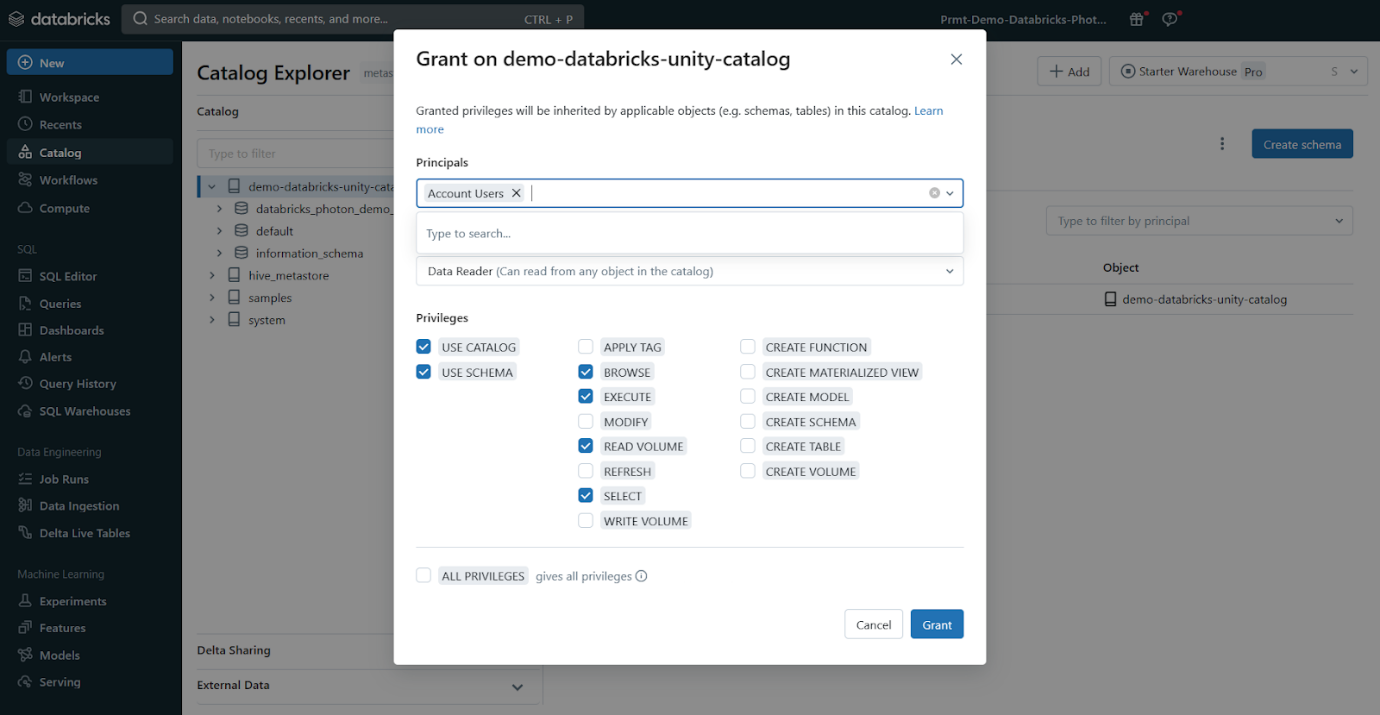 databricks
Search data, notebooks, recents, and more...
CTRL + P
Prmt-Demo-Databricks-Phot...
New
Workspace
Recents
Catalog
Workflows
Compute
SQL
SQL Editor
Queries
Dashboards
Alerts
Query History
SQL Warehouses
Data Engineering
Job Runs
Data Ingestion
Delta Live Tables
Machine Learning
Experiments
Features
Models
Serving
Catalog Explorer
metas
Catalog
Type to filter
demo-databricks-unity-cata
databricks_photon_demo_
default
information_schema
hive_metastore
samples
system
Delta Sharing
External Data
Grant on demo-databricks-unity-catalog
Granted privileges will be inherited by applicable objects (e.g. schemas, tables) in this catalog. Learn
more
Principals
Account Users
Type to search...
Data Reader (Can read from any object in the catalog)
Privileges
USE CATALOG
USE SCHEMA
APPLY TAG
BROWSE
EXECUTE
MODIFY
READ VOLUME
REFRESH
SELECT
WRITE VOLUME
CREATE FUNCTION
CREATE MATERIALIZED VIEW
CREATE MODEL
CREATE SCHEMA
CREATE TABLE
CREATE VOLUME
ALL PRIVILEGES gives all privileges
Cancel
Grant
Add
Starter Warehouse Pro S
Create schema
Type to filter by principal
Object
demo-databricks-unity-catalog